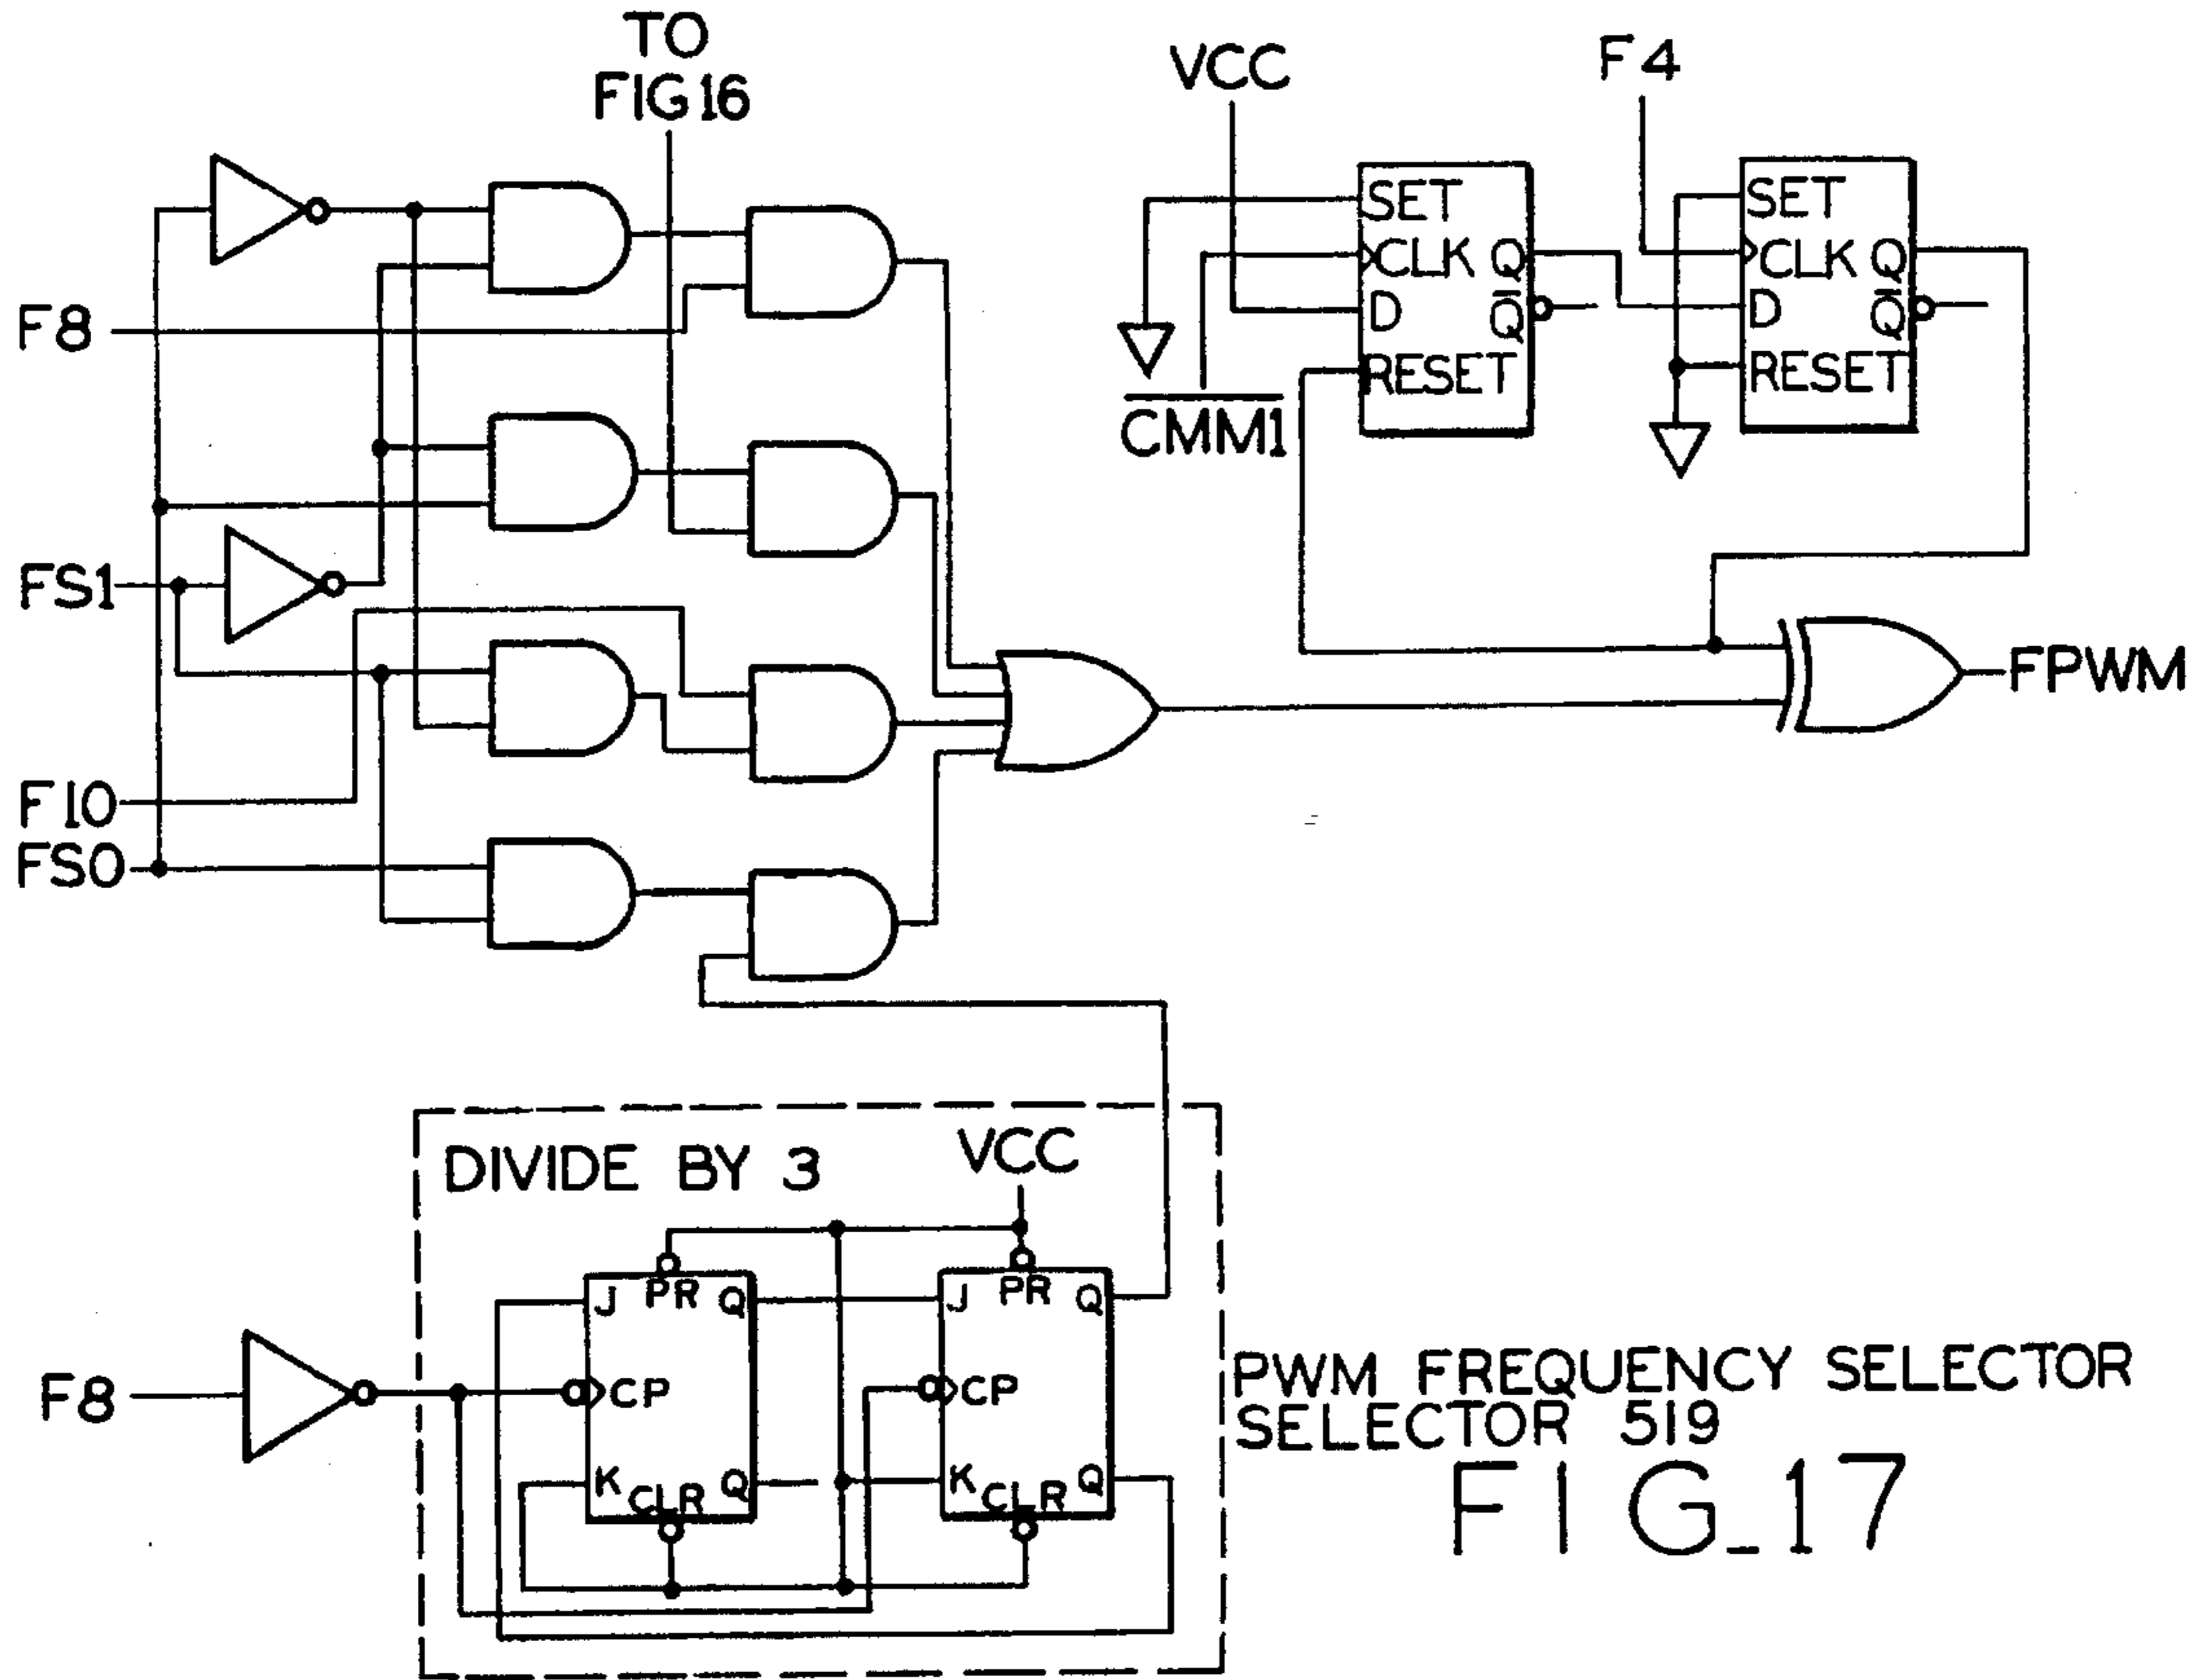 TO
FIG 16
VCC
F4
F8
SET
CLK Q
D Q̅
RESET
SET
CLK Q
D Q̅
RESET
C̅M̅M̅1̅
FS1
FPWM
F10
FS0
DIVIDE BY 3
VCC
J PR Q
CP
K CLR Q
J PR Q
CP
K CLR Q
F8
PWM FREQUENCY SELECTOR
SELECTOR 519
FIG_17